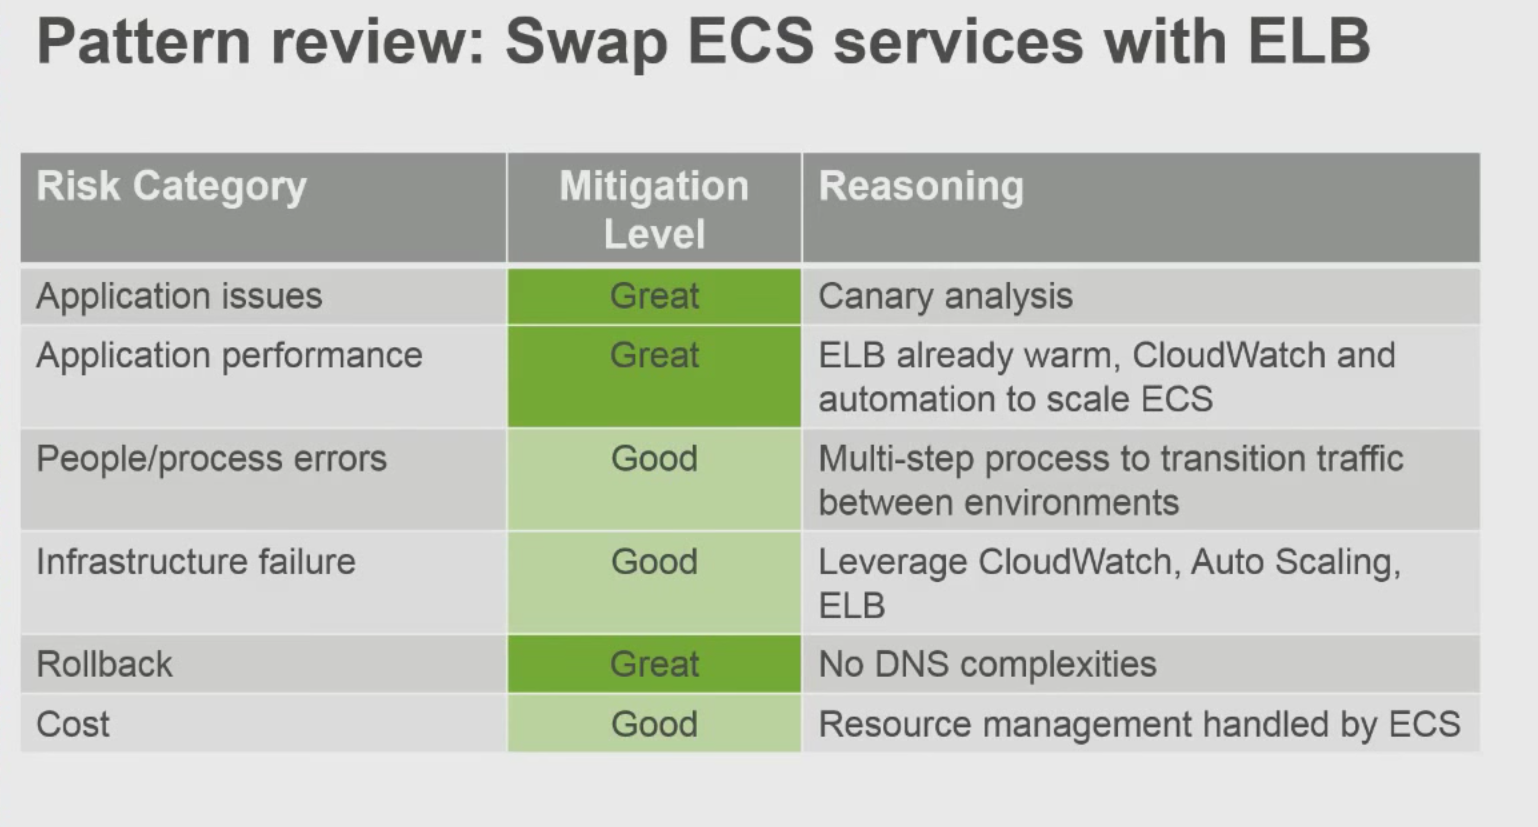 Pattern review: Swap ECS services with ELB
Risk Category
Mitigation
Level
Reasoning
Application issues
Great
Canary analysis
Application performance
Great
ELB already warm, CloudWatch and
automation to scale ECS
People/process errors
Good
Multi-step process to transition traffic
between environments
Infrastructure failure
Good
Leverage CloudWatch, Auto Scaling,
ELB
Rollback
Great
No DNS complexities
Cost
Good
Resource management handled by ECS